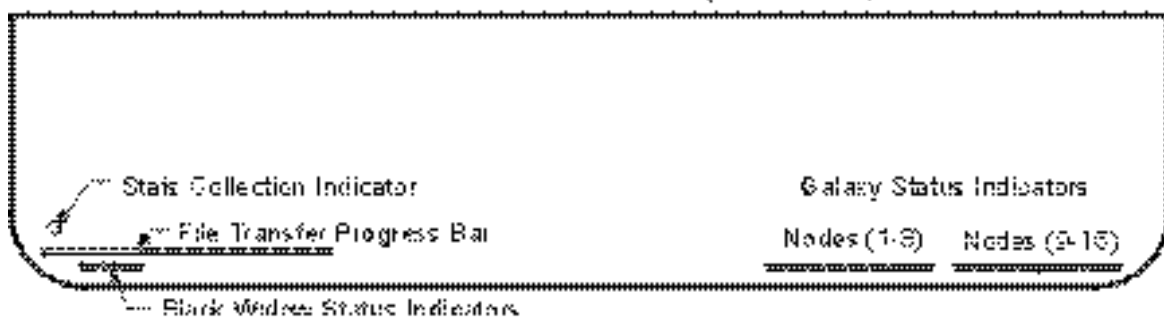 Stats Collection Indicator
Galaxy Status Indicators
File Transfer Progress Bar
Nodes (1-8)
Nodes (9-16)
Black Widow Status Indicators